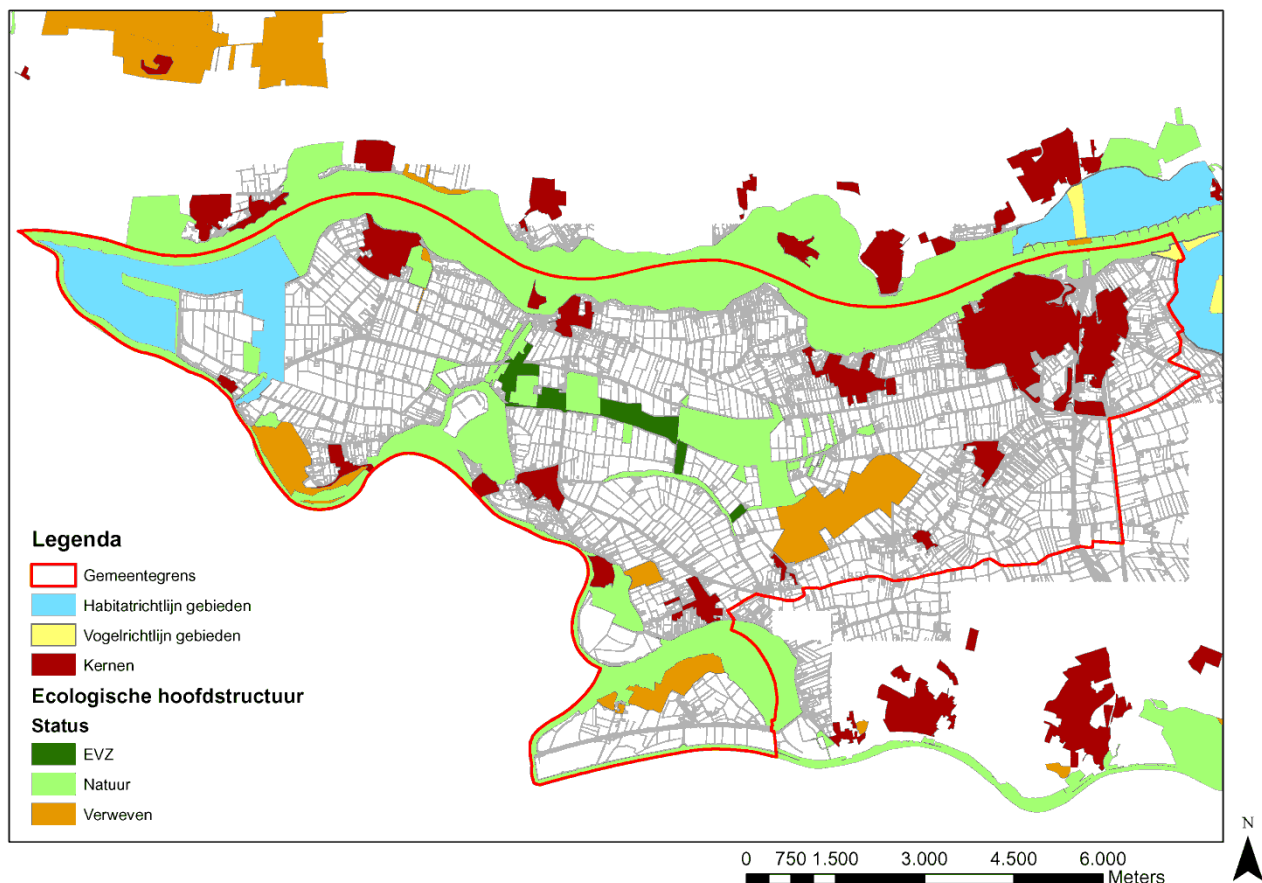 Legenda
Gemeentegrens
Habitatrichtlijn gebieden
Vogelrichtlijn gebieden
Kernen
Ecologische hoofdstructuur
Status
EVZ
Natuur
Verweven
N
0 750 1.500 3.000 4.500 6.000
Meters